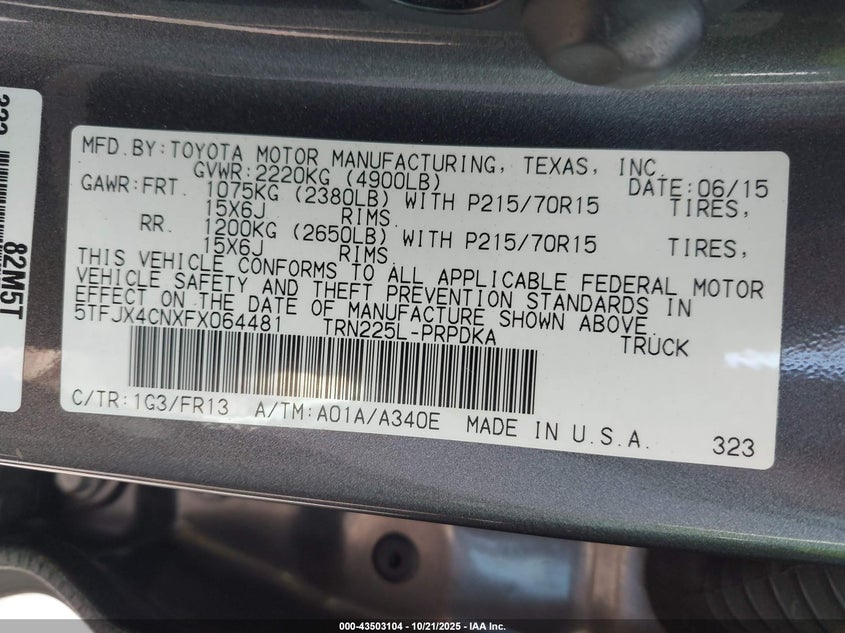 MFD.BY:TOYOTA MOTOR MANUFACTURING, TEXAS, INC.
GVWR:2220KG (4900LB) DATE:06/15
GAWR:FRT. 1075KG (2380LB) WITH P215/70R15 TIRES,
15X6J RIMS.
RR. 1200KG (2650LB) WITH P215/70R15 TIRES,
15X6J RIMS.
THIS VEHICLE CONFORMS TO ALL APPLICABLE FEDERAL MOTOR
VEHICLE SAFETY AND THEFT PREVENTION STANDARDS IN
EFFECT ON THE DATE OF MANUFACTURE SHOWN ABOVE.
5TFJX4CNXFX064481 TRN225L-PRPDKA TRUCK
C/TR:1G3/FR13 A/TM:A01A/A340E MADE IN U.S.A. 323
82M5T
000-43503104 - 10/21/2025 - IAA Inc.